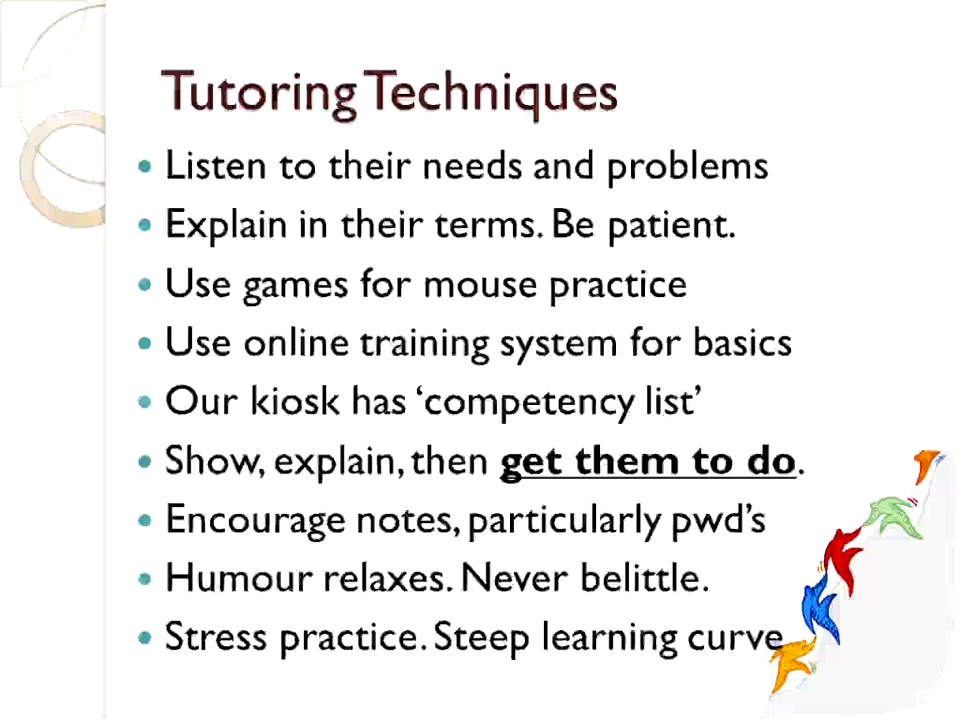 Tutoring Techniques
• Listen to their needs and problems
• Explain in their terms. Be patient.
• Use games for mouse practice
• Use online training system for basics
• Our kiosk has ‘competency list’
• Show, explain, then get them to do.
• Encourage notes, particularly pwd’s
• Humour relaxes. Never belittle.
• Stress practice. Steep learning curve